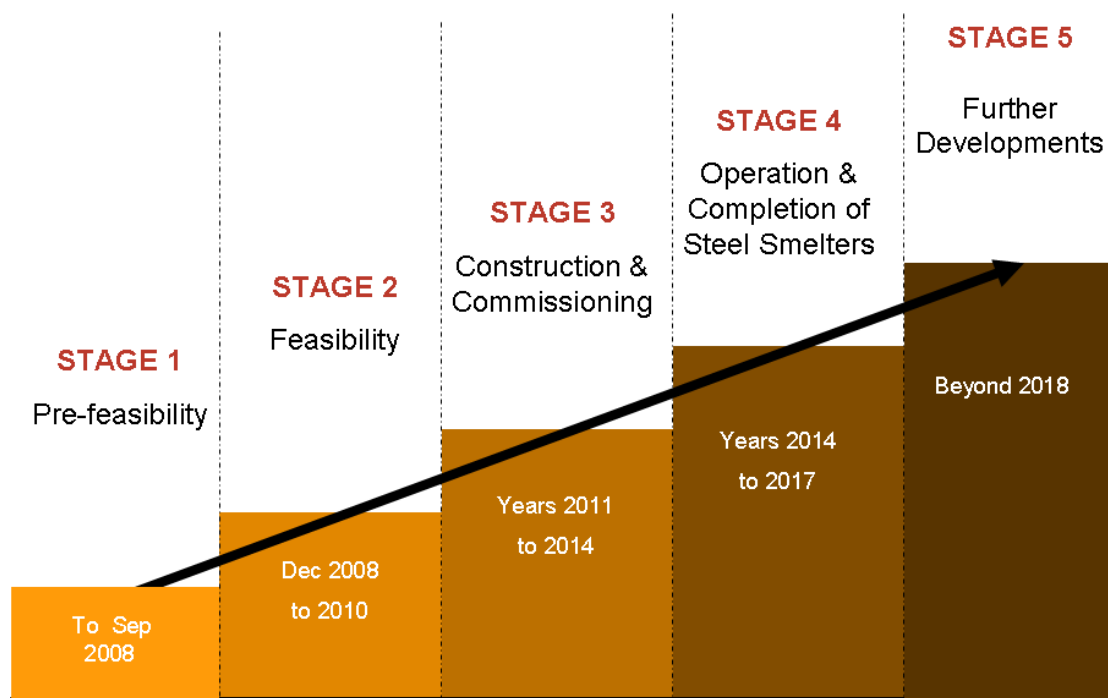 STAGE 1
Pre-feasibility
To Sep
2008
STAGE 2
Feasibility
Dec 2008
to 2010
STAGE 3
Construction &
Commissioning
Years 2011
to 2014
STAGE 4
Operation &
Completion of
Steel Smelters
Years 2014
to 2017
STAGE 5
Further
Developments
Beyond 2018